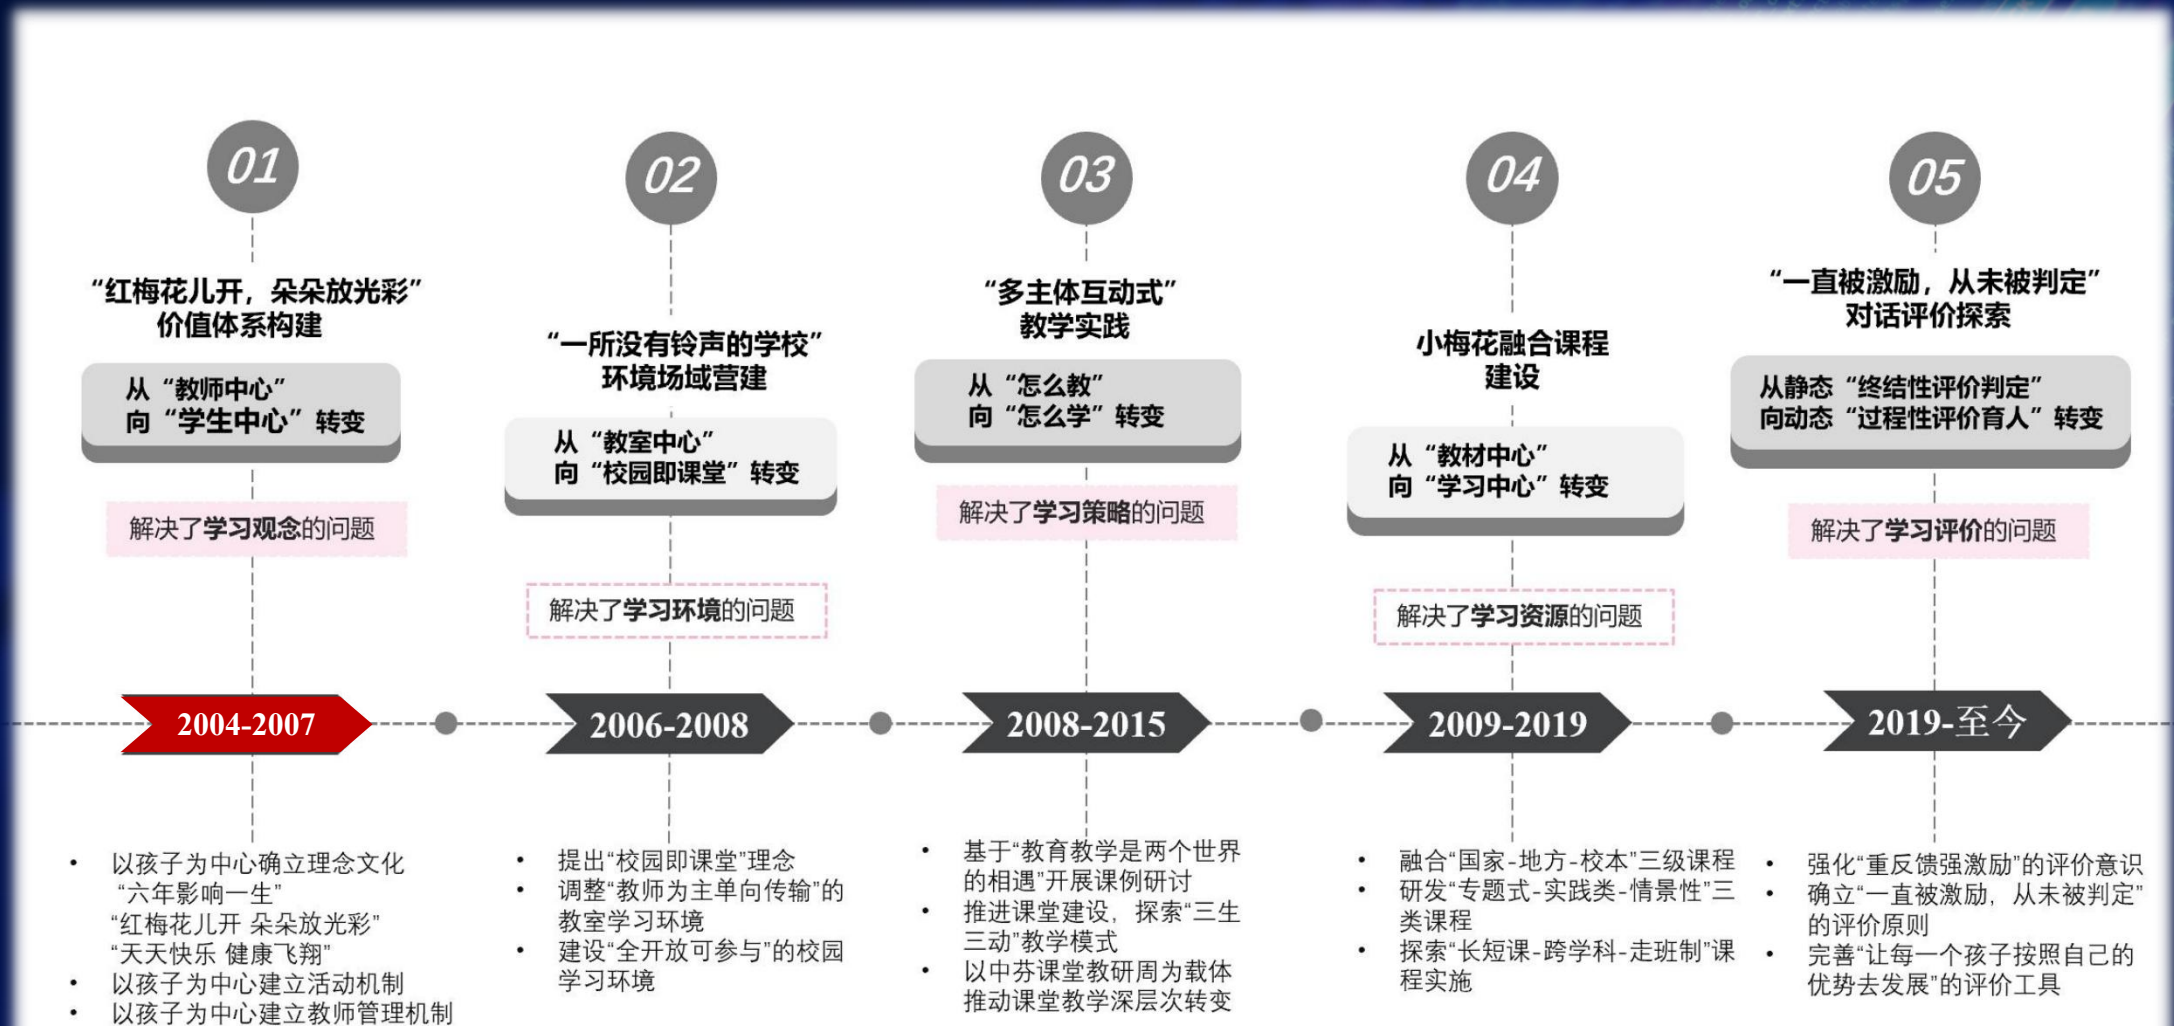 01
“红梅花儿开，朵朵放光彩”
价值体系构建
从“教师中心”
向“学生中心”转变
解决了学习观念的问题
2004-2007
• 以孩子为中心确立理念文化
“六年影响一生”
“红梅花儿开 朵朵放光彩”
“天天快乐 健康飞翔”
• 以孩子为中心建立活动机制
• 以孩子为中心建立教师管理机制
02
“一所没有铃声的学校”
环境场域营建
从“教室中心”
向“校园即课堂”转变
解决了学习环境的问题
2006-2008
• 提出“校园即课堂”理念
• 调整“教师为主单向传输”的
教室学习环境
• 建设“全开放可参与”的校园
学习环境
03
“多主体互动式”
教学实践
从“怎么教”
向“怎么学”转变
解决了学习策略的问题
2008-2015
• 基于“教育教学是两个世界
的相遇”开展课例研讨
• 推进课堂建设，探索“三生
三动”教学模式
• 以中芬课堂教研周为载体
推动课堂教学深层次转变
04
小梅花融合课程
建设
从“教材中心”
向“学习中心”转变
解决了学习资源的问题
2009-2019
• 融合“国家-地方-校本”三级课程
• 研发“专题式-实践类-情景性”三
类课程
• 探索“长短课-跨学科-走班制”课
程实施
05
“一直被激励，从未被判定”
对话评价探索
从静态“终结性评价判定”
向动态“过程性评价育人”转变
解决了学习评价的问题
2019-至今
• 强化“重反馈强激励”的评价意识
• 确立“一直被激励，从未被判定”
的评价原则
• 完善“让每一个孩子按照自己的
优势去发展”的评价工具